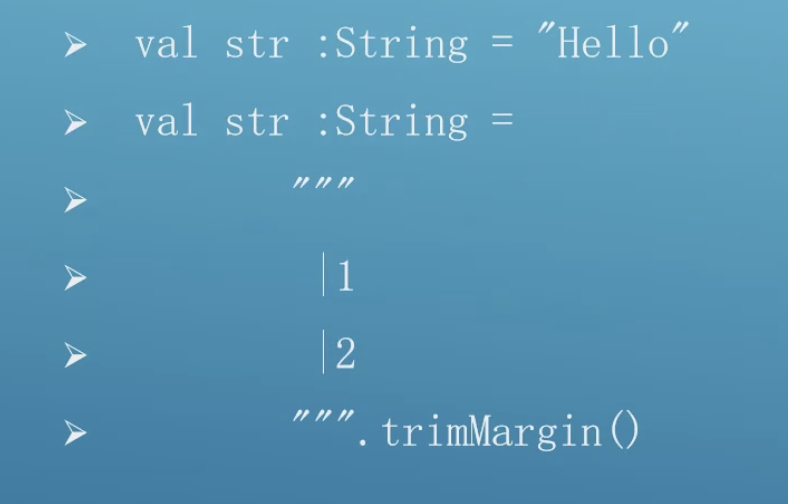 ➢ val str :String = "Hello"
➢ val str :String =
➢ """
➢ |1
➢ |2
➢ """.trimMargin()